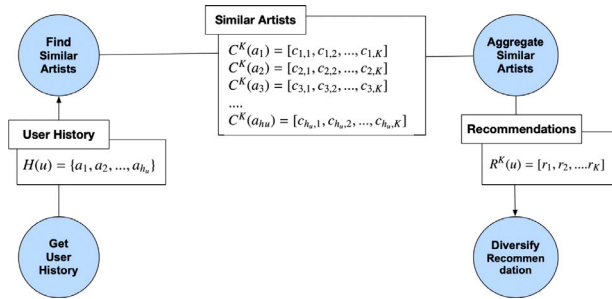 Find
Similar
Artists
Similar Artists
C^K(a_1) = [c_{1,1}, c_{1,2}, ..., c_{1,K}]
C^K(a_2) = [c_{2,1}, c_{2,2}, ..., c_{2,K}]
C^K(a_3) = [c_{3,1}, c_{3,2}, ..., c_{3,K}]
....
C^K(a_{hu}) = [c_{h_u,1}, c_{h_u,2}, ..., c_{h_u,K}]
Aggregate
Similar
Artists
User History
H(u) = {a_1, a_2, ..., a_{h_u}}
Recommendations
R^K(u) = [r_1, r_2, ....r_K]
Get
User
History
Diversify
Recommen
dation